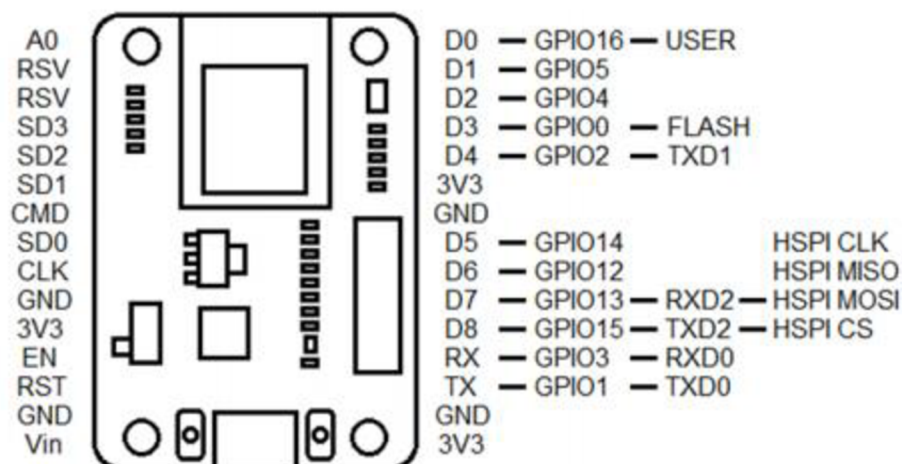 A0 D0 GPIO16 USER
RSV D1 GPIO5
RSV D2 GPIO4
SD3 D3 GPIO0 FLASH
SD2 D4 GPIO2 TXD1
SD1 3V3
CMD GND
SD0 D5 GPIO14 HSPI CLK
CLK D6 GPIO12 HSPI MISO
GND D7 GPIO13 RXD2 HSPI MOSI
3V3 D8 GPIO15 TXD2 HSPI CS
EN RX GPIO3 RXD0
RST TX GPIO1 TXD0
GND GND
Vin 3V3